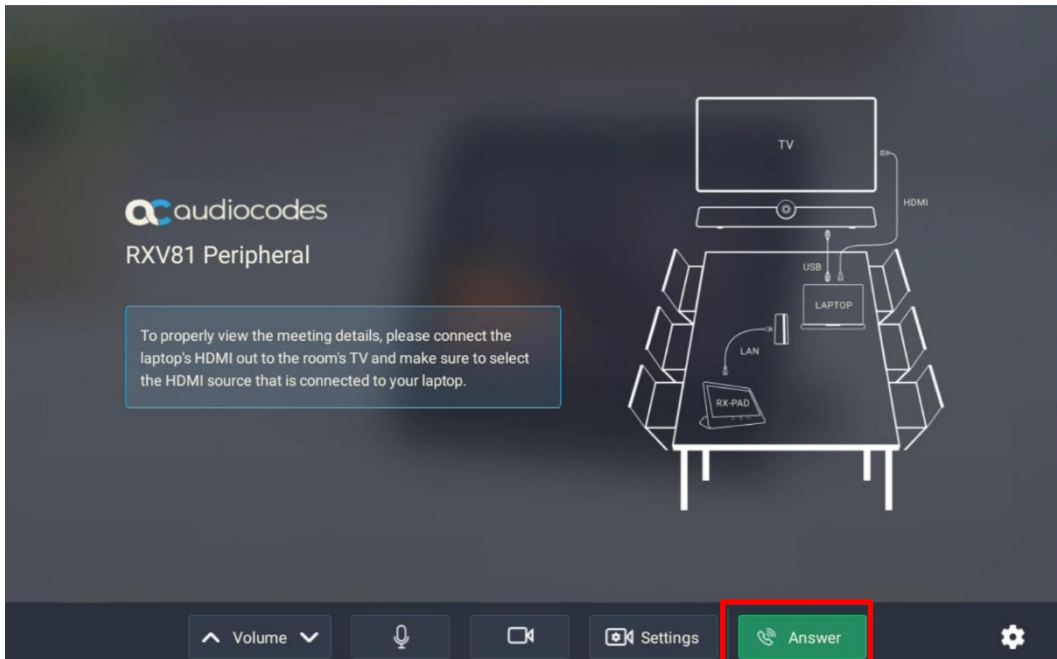 audiocodes
RXV81 Peripheral
To properly view the meeting details, please connect the
laptop's HDMI out to the room's TV and make sure to select
the HDMI source that is connected to your laptop.
TV
HDMI
USB
LAPTOP
LAN
RX-PAD
Volume
Settings
Answer